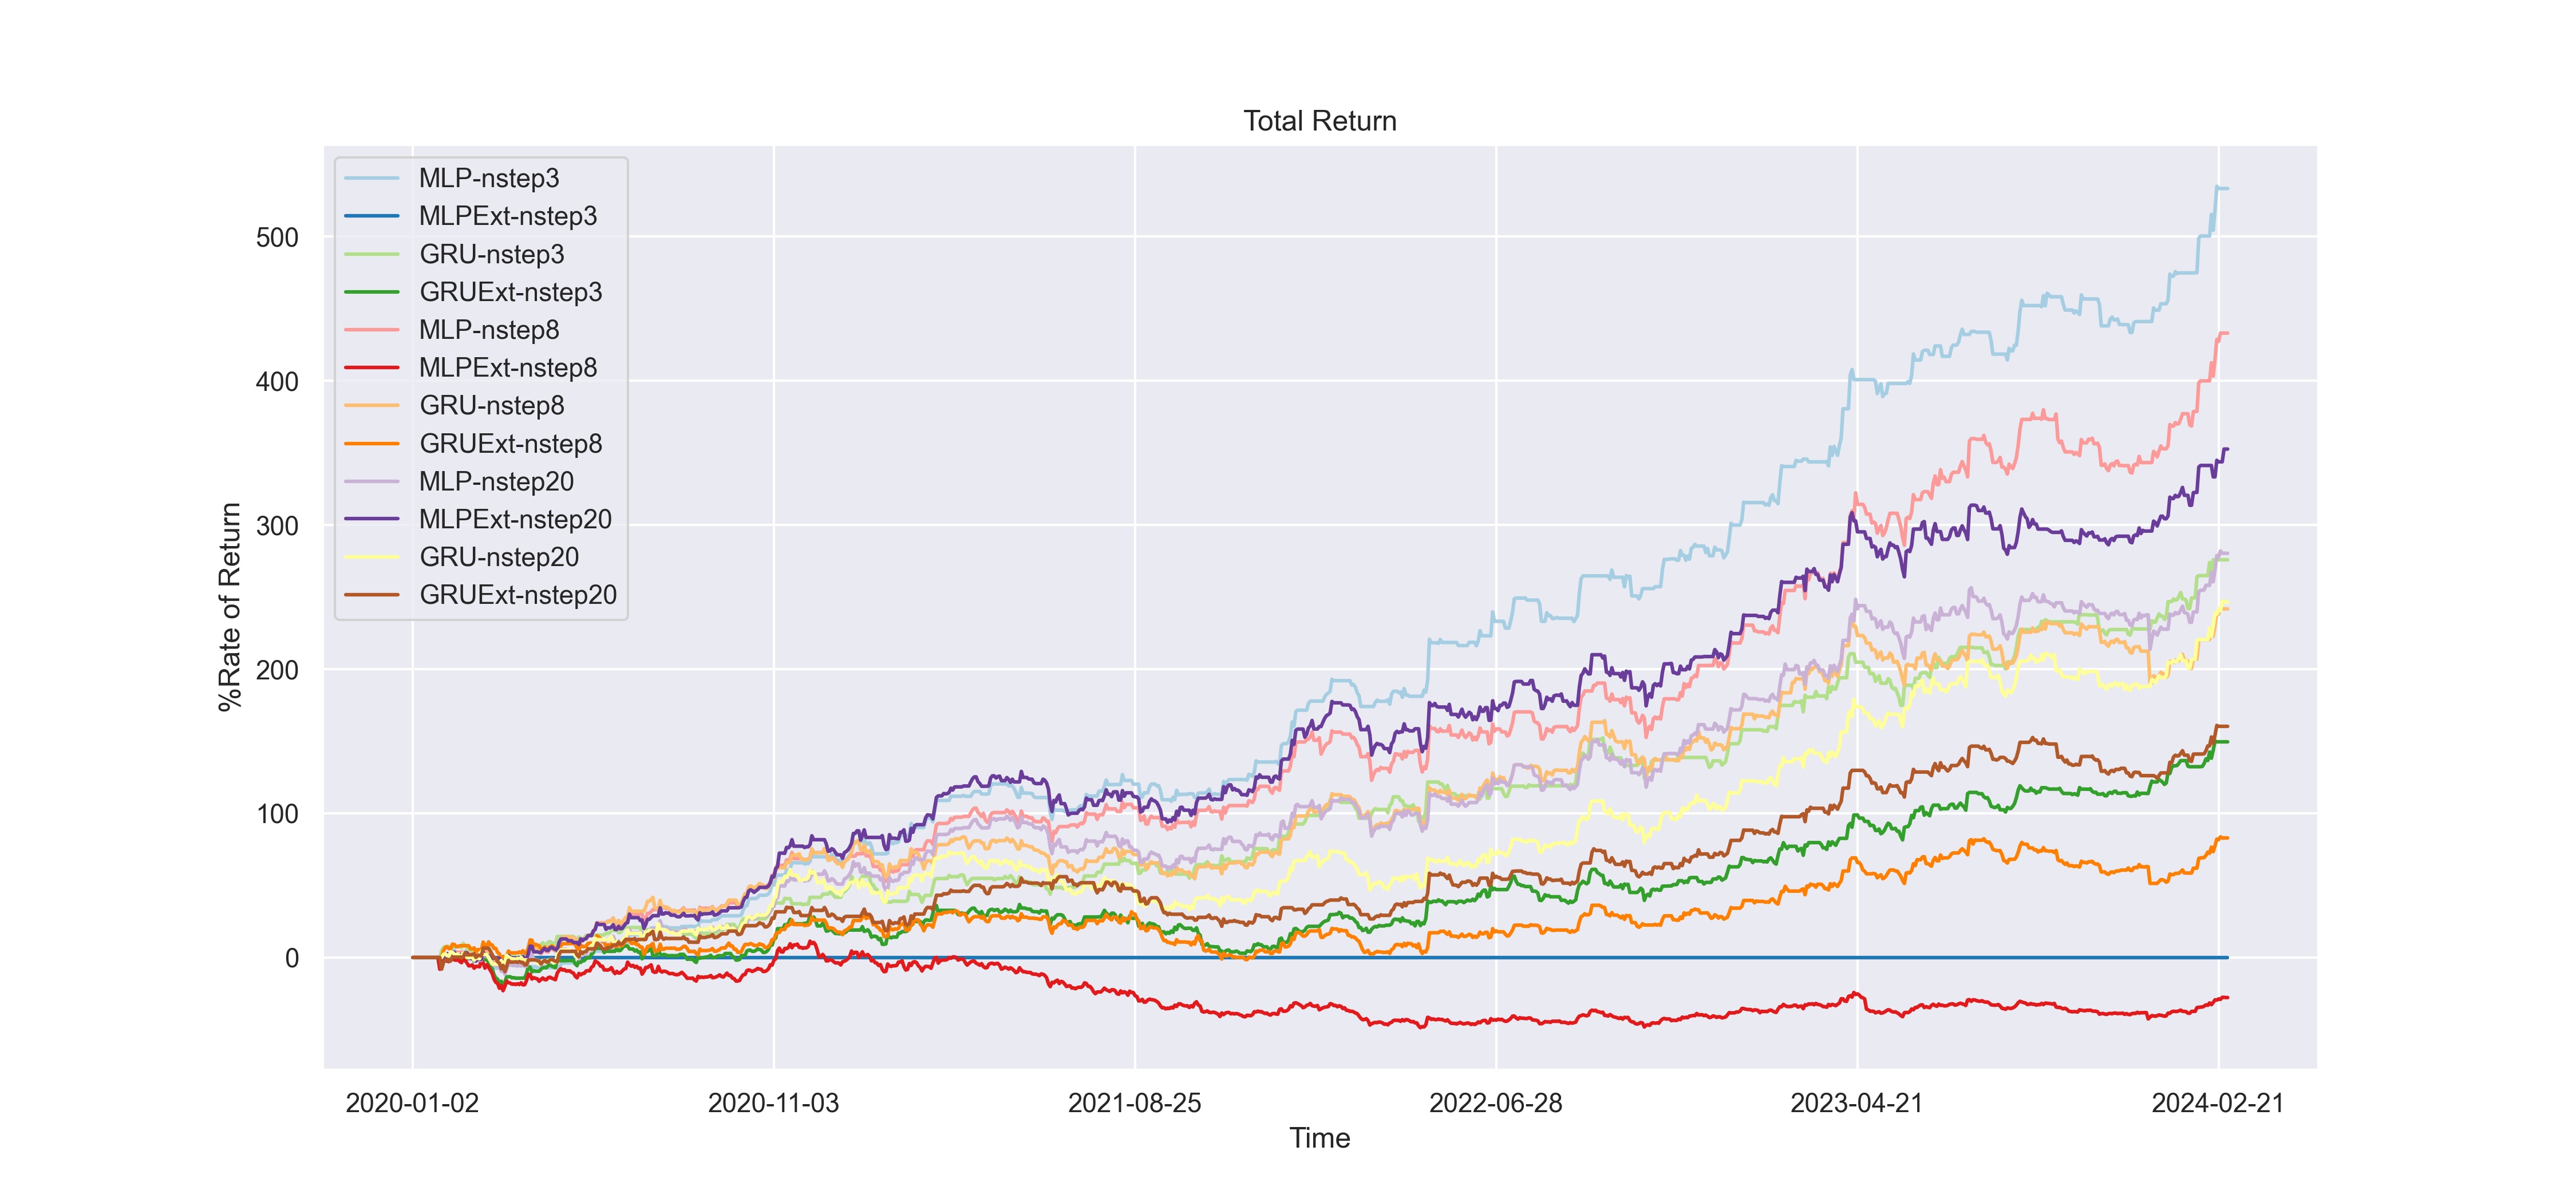 Total Return
MLP-nstep3
MLPExt-nstep3
GRU-nstep3
GRUExt-nstep3
MLP-nstep8
MLPExt-nstep8
GRU-nstep8
GRUExt-nstep8
MLP-nstep20
MLPExt-nstep20
GRU-nstep20
GRUExt-nstep20
%Rate of Return
500
400
300
200
100
0
2020-01-02 2020-11-03 2021-08-25 2022-06-28 2023-04-21 2024-02-21
Time